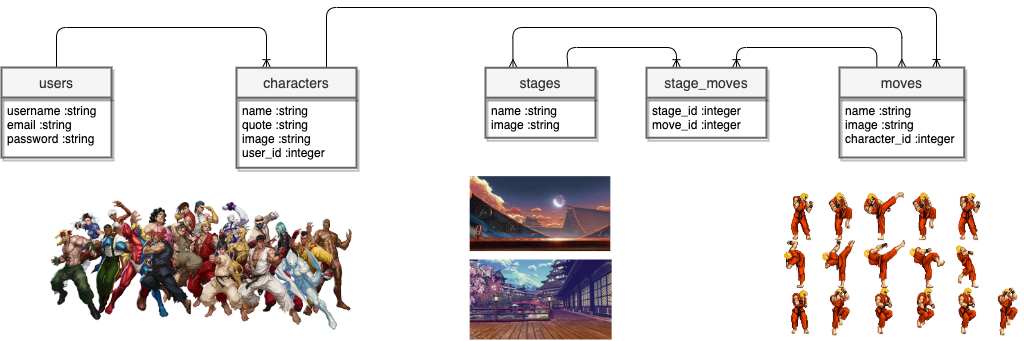 users
username :string
email :string
password :string
characters
name :string
quote :string
image :string
user_id :integer
stages
name :string
image :string
stage_moves
stage_id :integer
move_id :integer
moves
name :string
image :string
character_id :integer